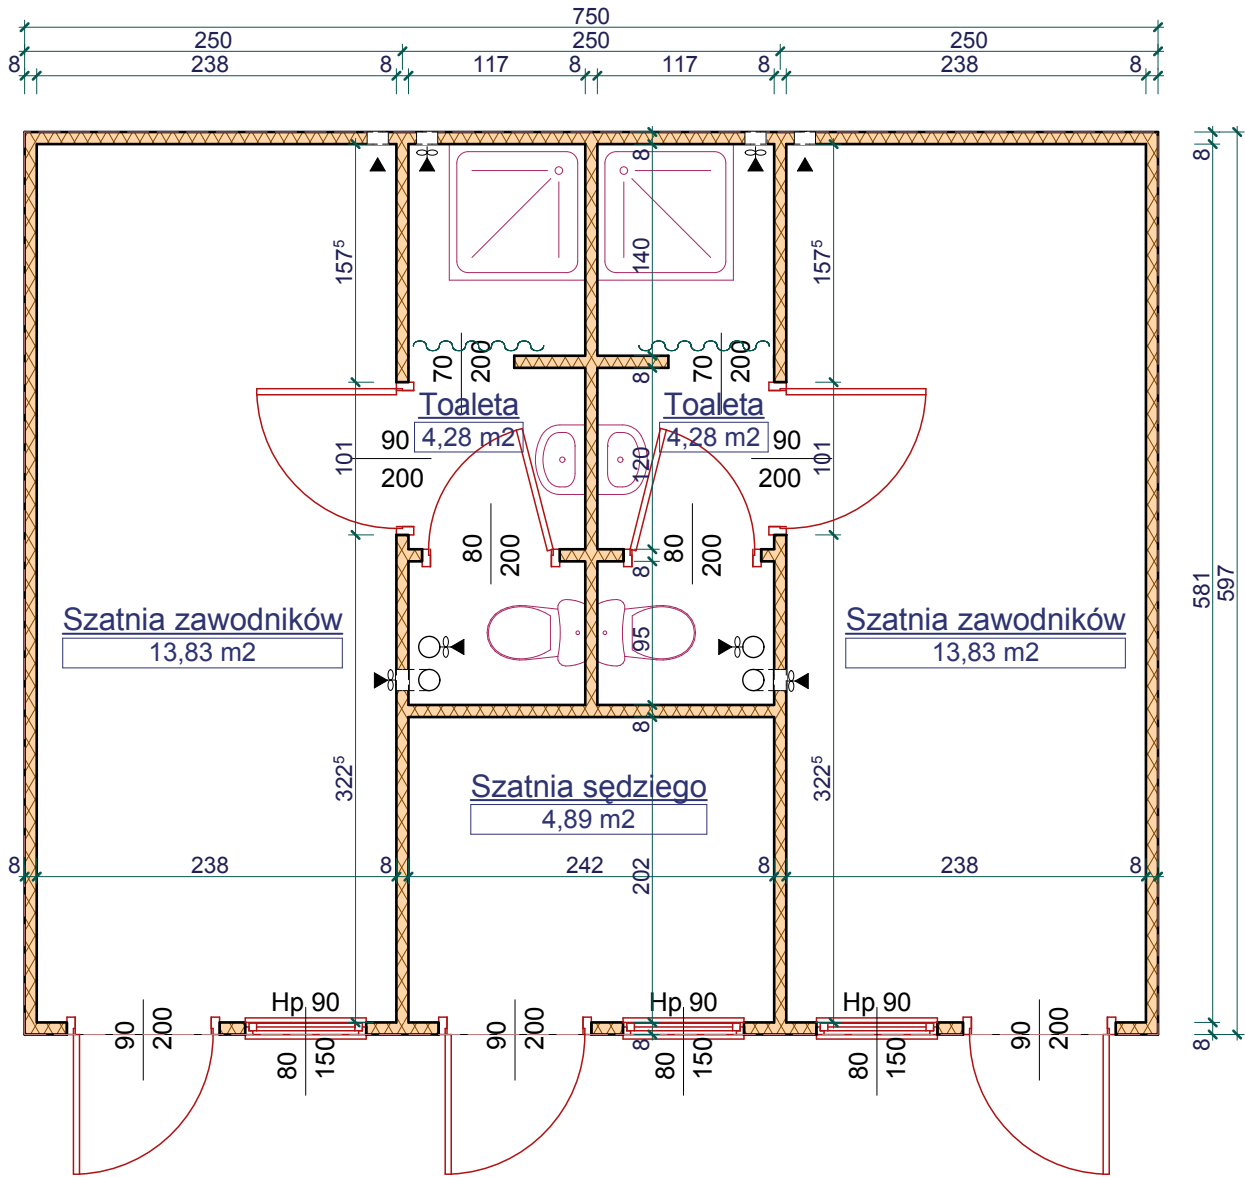 750
250 250 250
8 238 8 117 8 117 8 238 8
8 8
157⁵ 140 157⁵
70 200 8 70 200
Toaleta Toaleta
4,28 m2 4,28 m2
90 90
101 120 101
200 200
80 200 80 200
8
581 597
Szatnia zawodników Szatnia zawodników
13,83 m2 95 13,83 m2
8
322⁵ 322⁵
Szatnia sędziego
4,89 m2
8 238 8 242 202 8 238 8
Hp 90 Hp 90 Hp 90
90 200 90 200 90 200
8 8
80 150 80 150 80 150